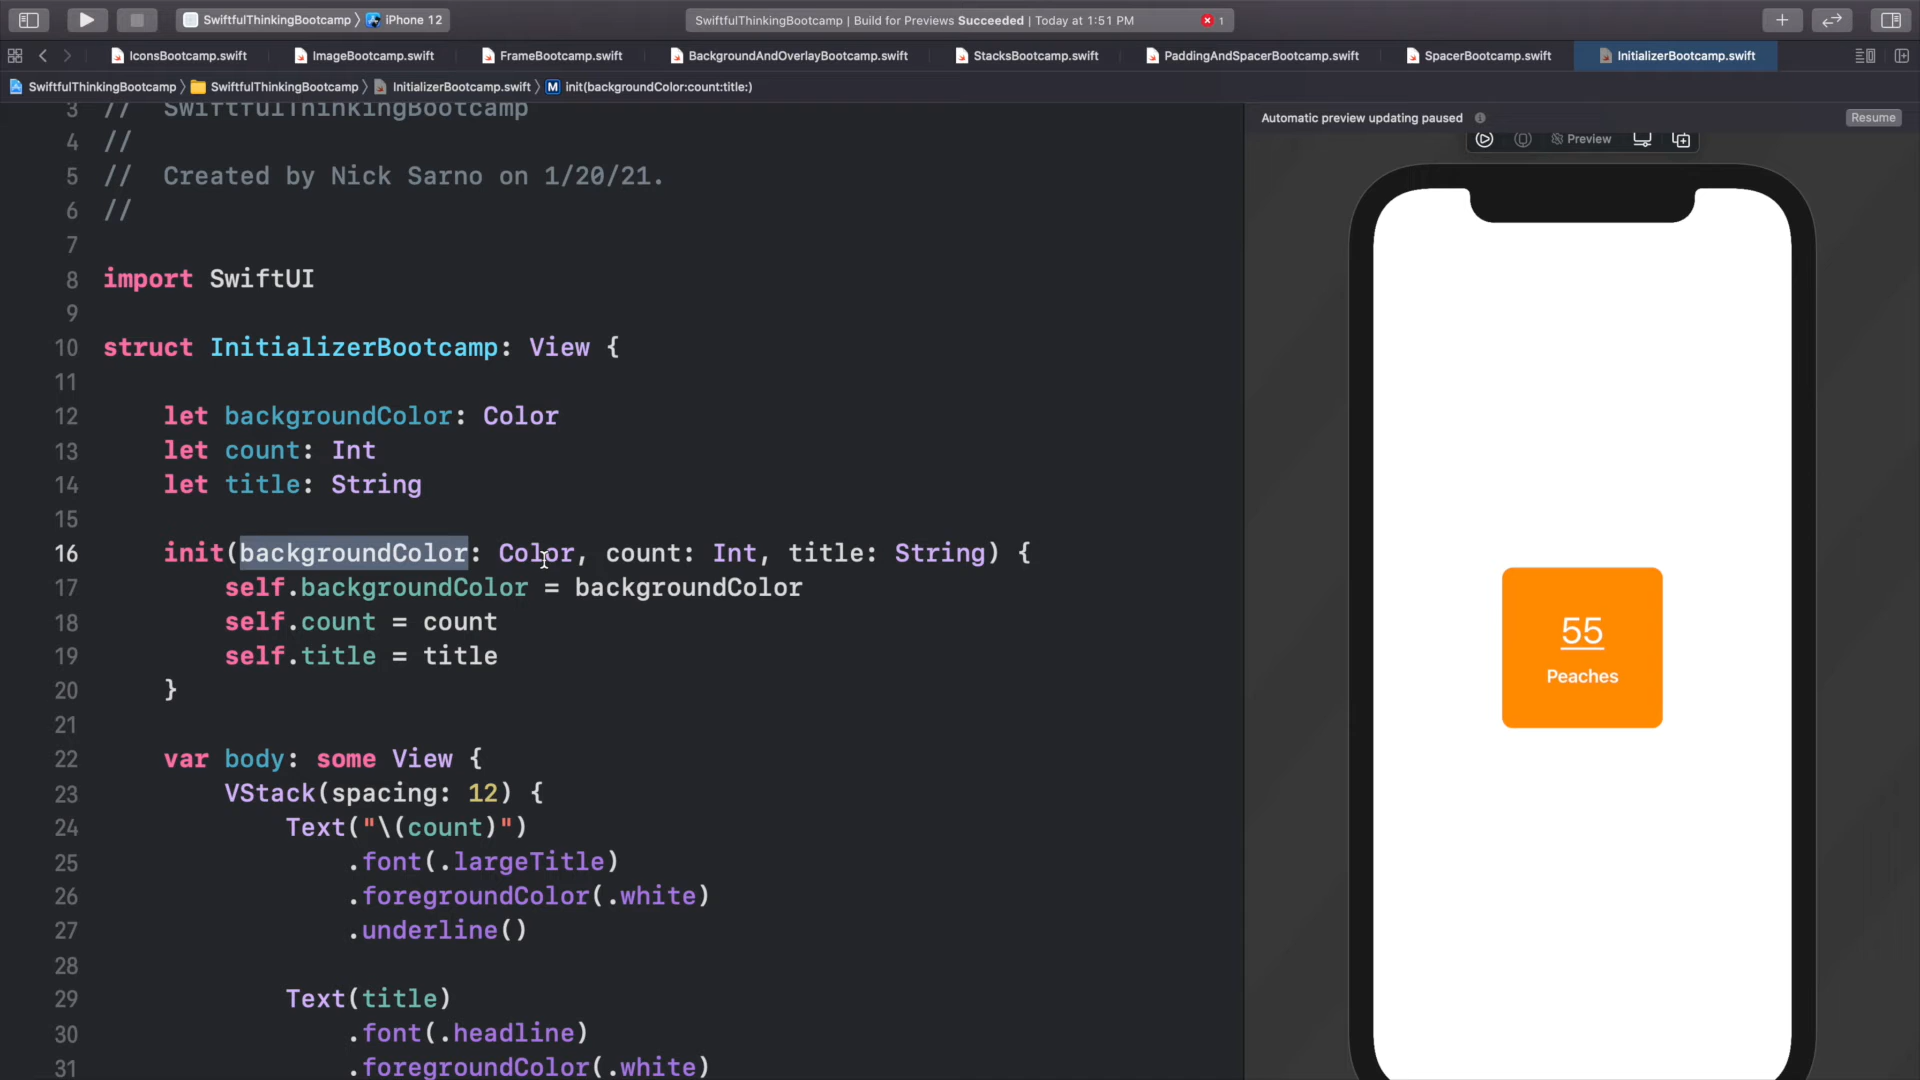 SwiftfulThinkingBootcamp 〉 iPhone 12
SwiftfulThinkingBootcamp | Build for Previews Succeeded | Today at 1:51 PM
1
IconsBootcamp.swift
ImageBootcamp.swift
FrameBootcamp.swift
BackgroundAndOverlayBootcamp.swift
StacksBootcamp.swift
PaddingAndSpacerBootcamp.swift
SpacerBootcamp.swift
InitializerBootcamp.swift
SwiftfulThinkingBootcamp 〉 SwiftfulThinkingBootcamp 〉 InitializerBootcamp.swift 〉 M init(backgroundColor:count:title:)
3 //  SwiftfulThinkingBootcamp
4 //
5 //  Created by Nick Sarno on 1/20/21.
6 //
7
8 import SwiftUI
9
10 struct InitializerBootcamp: View {
11
12     let backgroundColor: Color
13     let count: Int
14     let title: String
15
16     init(backgroundColor: Color, count: Int, title: String) {
17         self.backgroundColor = backgroundColor
18         self.count = count
19         self.title = title
20     }
21
22     var body: some View {
23         VStack(spacing: 12) {
24             Text("\(count)")
25                 .font(.largeTitle)
26                 .foregroundColor(.white)
27                 .underline()
28
29             Text(title)
30                 .font(.headline)
31                 .foregroundColor(.white)
Automatic preview updating paused
Resume
Preview
55
Peaches